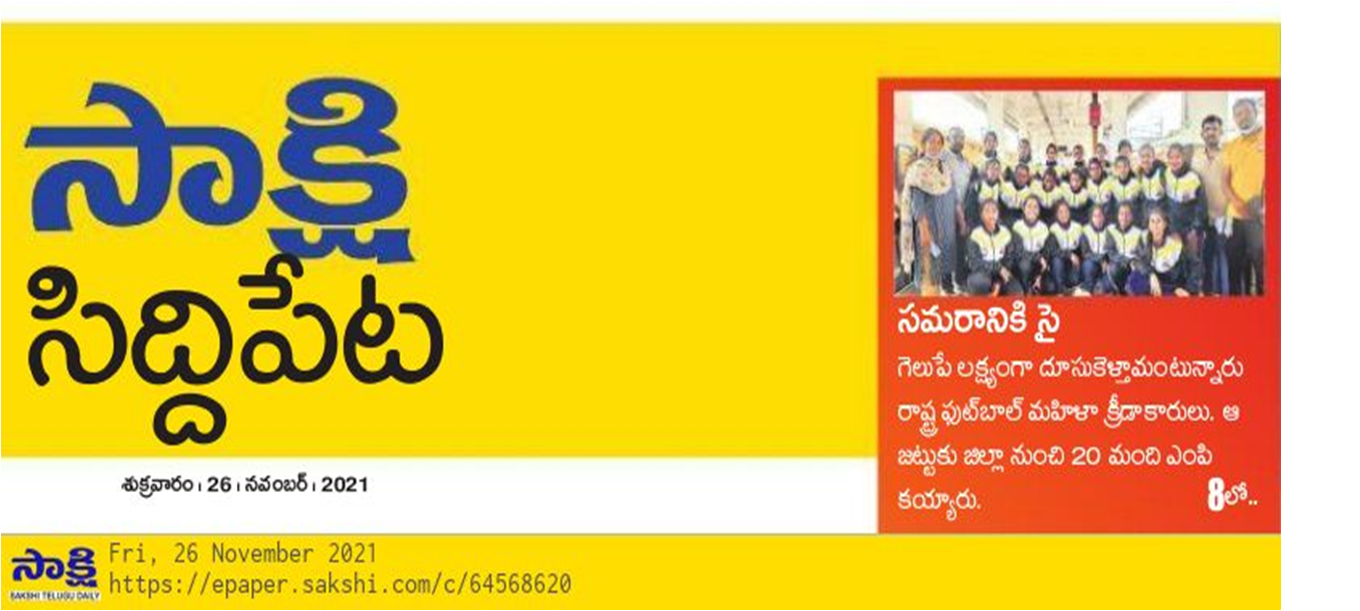 సాక్షి
సిద్దిపేట
శుక్రవారం । 26 । నవంబర్ । 2021
సమరానికి సై
గెలుపే లక్ష్యంగా దూసుకెళ్తామంటున్నారు
రాష్ట్ర ఫుట్‌బాల్ మహిళా క్రీడాకారులు. ఆ
జట్టుకు జిల్లా నుంచి 20 మంది ఎంపి
కయ్యారు.
8లో..
సాక్షి
SAKSHI TELUGU DAILY
Fri, 26 November 2021
https://epaper.sakshi.com/c/64568620